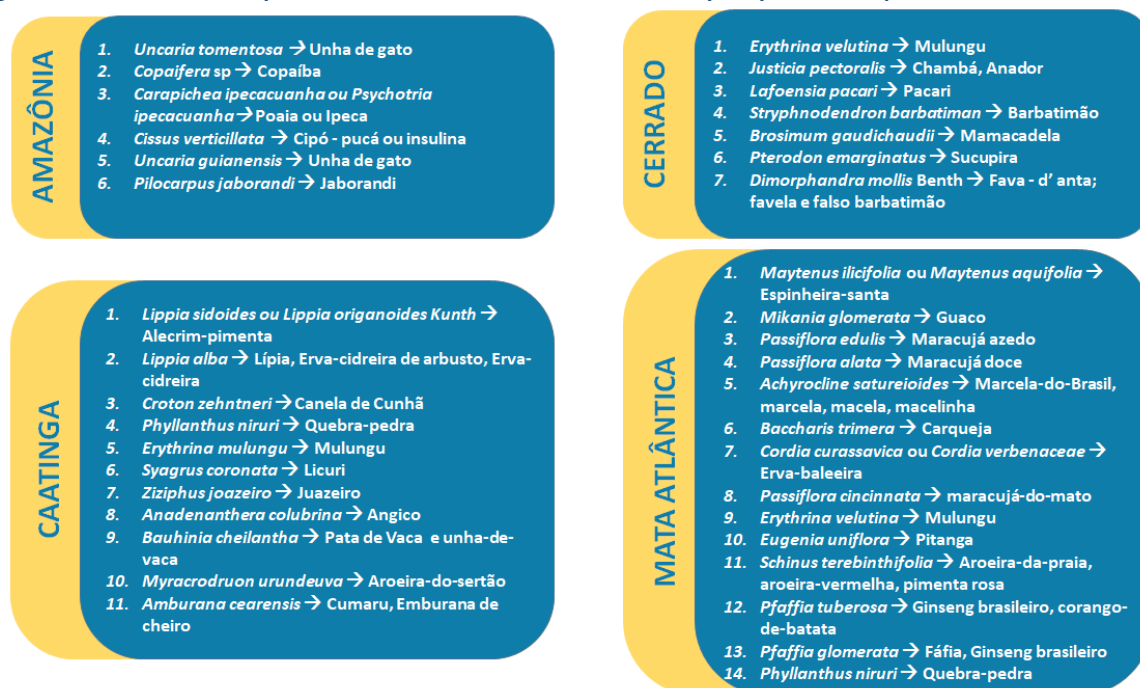 AMAZÔNIA
1. Uncaria tomentosa → Unha de gato
2. Copaifera sp → Copaíba
3. Carapichea ipecacuanha ou Psychotria
ipecacuanha → Poaia ou Ipeca
4. Cissus verticillata → Cipó - pucá ou insulina
5. Uncaria guianensis → Unha de gato
6. Pilocarpus jaborandi → Jaborandi
CERRADO
1. Erythrina velutina → Mulungu
2. Justicia pectoralis → Chambá, Anador
3. Lafoensia pacari → Pacari
4. Stryphnodendron barbatiman → Barbatimão
5. Brosimum gaudichaudii → Mamacadela
6. Pterodon emarginatus → Sucupira
7. Dimorphandra mollis Benth → Fava - d' anta;
favela e falso barbatimão
CAATINGA
1. Lippia sidoides ou Lippia origanoides Kunth →
Alecrim-pimenta
2. Lippia alba → Lípia, Erva-cidreira de arbusto, Erva-
cidreira
3. Croton zehntneri → Canela de Cunhã
4. Phyllanthus niruri → Quebra-pedra
5. Erythrina mulungu → Mulungu
6. Syagrus coronata → Licuri
7. Ziziphus joazeiro → Juazeiro
8. Anadenanthera colubrina → Angico
9. Bauhinia cheilantha → Pata de Vaca e unha-de-
vaca
10. Myracrodruon urundeuva → Aroeira-do-sertão
11. Amburana cearensis → Cumaru, Emburana de
cheiro
MATA ATLÂNTICA
1. Maytenus ilicifolia ou Maytenus aquifolia →
Espinheira-santa
2. Mikania glomerata → Guaco
3. Passiflora edulis → Maracujá azedo
4. Passiflora alata → Maracujá doce
5. Achyrocline satureioides → Marcela-do-Brasil,
marcela, macela, macelinha
6. Baccharis trimera → Carqueja
7. Cordia curassavica ou Cordia verbenaceae →
Erva-baleeira
8. Passiflora cincinnata → maracujá-do-mato
9. Erythrina velutina → Mulungu
10. Eugenia uniflora → Pitanga
11. Schinus terebinthifolia → Aroeira-da-praia,
aroeira-vermelha, pimenta rosa
12. Pfaffia tuberosa → Ginseng brasileiro, corango-
de-batata
13. Pfaffia glomerata → Fáfia, Ginseng brasileiro
14. Phyllanthus niruri → Quebra-pedra